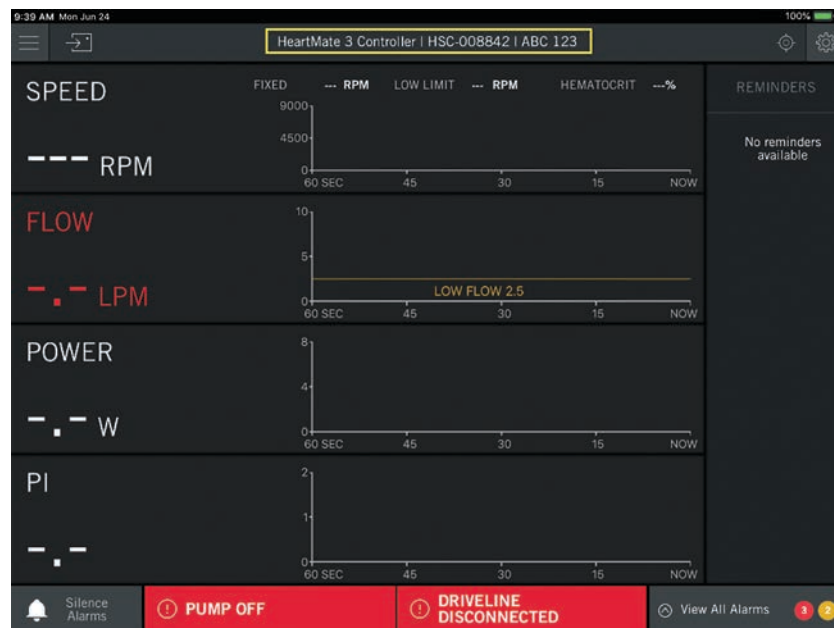 9:39 AM Mon Jun 24
100%
HeartMate 3 Controller | HSC-008842 | ABC 123
SPEED
--- RPM
FIXED --- RPM LOW LIMIT --- RPM HEMATOCRIT ---%
9000
4500
0
60 SEC 45 30 15 NOW
REMINDERS
No reminders
available
FLOW
-.- LPM
10
5
LOW FLOW 2.5
0
60 SEC 45 30 15 NOW
POWER
-.- W
8
4
0
60 SEC 45 30 15 NOW
PI
-.-
2
1
0
60 SEC 45 30 15 NOW
Silence
Alarms
PUMP OFF
DRIVELINE
DISCONNECTED
View All Alarms 3 2